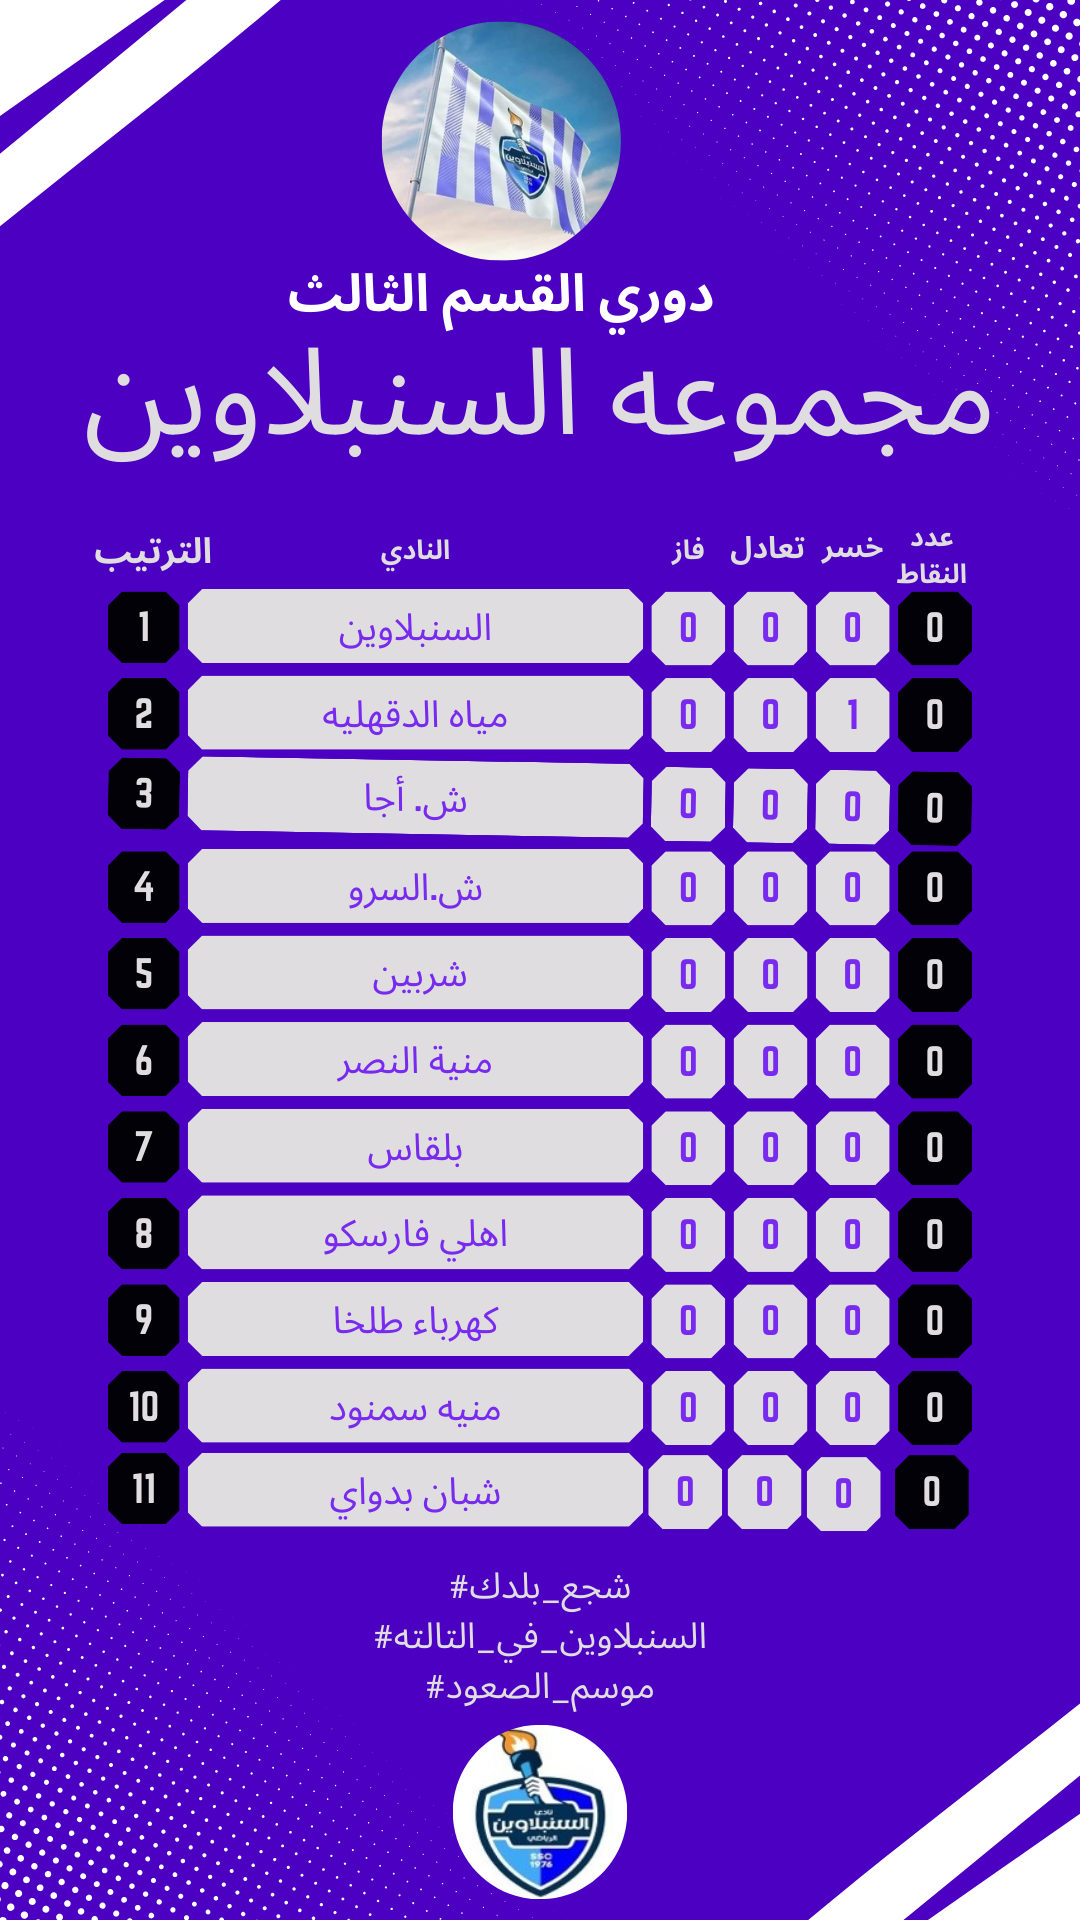 السنبلاوين
دوري القسم الثالث
مجموعه السنبلاوين
الترتيب النادي فاز تعادل خسر عدد النقاط
1 السنبلاوين 0 0 0 0
2 مياه الدقهليه 0 0 1 0
3 ش. أجا 0 0 0 0
4 ش.السرو 0 0 0 0
5 شربين 0 0 0 0
6 منية النصر 0 0 0 0
7 بلقاس 0 0 0 0
8 اهلي فارسكو 0 0 0 0
9 كهرباء طلخا 0 0 0 0
10 منيه سمنود 0 0 0 0
11 شبان بدواي 0 0 0 0
#شجع_بلدك
#السنبلاوين_في_التالته
#موسم_الصعود
نادى
السنبلاوين
الرياضي
SSC
1976